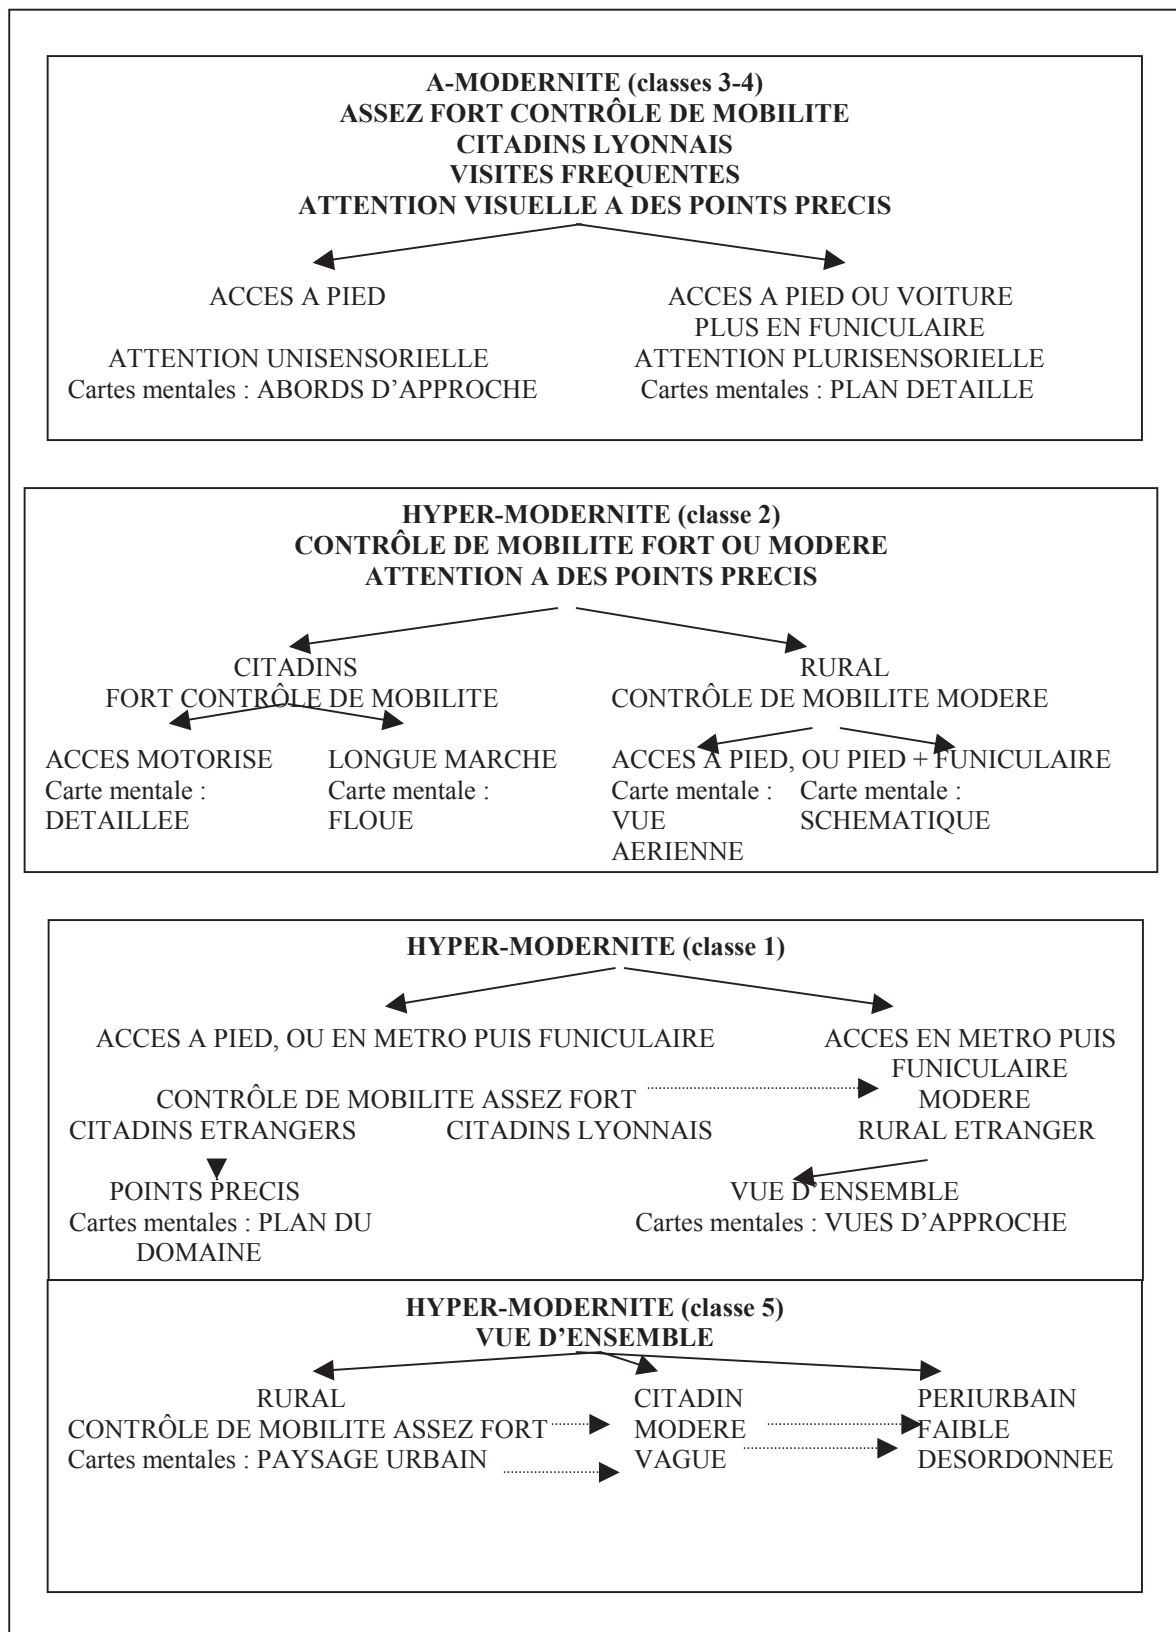 A-MODERNITE (classes 3-4)
ASSEZ FORT CONTRÔLE DE MOBILITE
CITADINS LYONNAIS
VISITES FREQUENTES
ATTENTION VISUELLE A DES POINTS PRECIS
ACCES A PIED
ATTENTION UNISENSORIELLE
Cartes mentales : ABORDS D’APPROCHE
ACCES A PIED OU VOITURE
PLUS EN FUNICULAIRE
ATTENTION PLURISENSORIELLE
Cartes mentales : PLAN DETAILLE
HYPER-MODERNITE (classe 2)
CONTRÔLE DE MOBILITE FORT OU MODERE
ATTENTION A DES POINTS PRECIS
CITADINS
FORT CONTRÔLE DE MOBILITE
ACCES MOTORISE
Carte mentale :
DETAILLEE
LONGUE MARCHE
Carte mentale :
FLOUE
RURAL
CONTRÔLE DE MOBILITE MODERE
ACCES A PIED, OU PIED + FUNICULAIRE
Carte mentale :
VUE
AERIENNE
Carte mentale :
SCHEMATIQUE
HYPER-MODERNITE (classe 1)
ACCES A PIED, OU EN METRO PUIS FUNICULAIRE
ACCES EN METRO PUIS
FUNICULAIRE
CONTRÔLE DE MOBILITE ASSEZ FORT
MODERE
CITADINS ETRANGERS
CITADINS LYONNAIS
RURAL ETRANGER
POINTS PRECIS
Cartes mentales : PLAN DU
DOMAINE
VUE D’ENSEMBLE
Cartes mentales : VUES D’APPROCHE
HYPER-MODERNITE (classe 5)
VUE D’ENSEMBLE
RURAL
CITADIN
PERIURBAIN
CONTRÔLE DE MOBILITE ASSEZ FORT
MODERE
FAIBLE
Cartes mentales : PAYSAGE URBAIN
VAGUE
DESORDONNEE